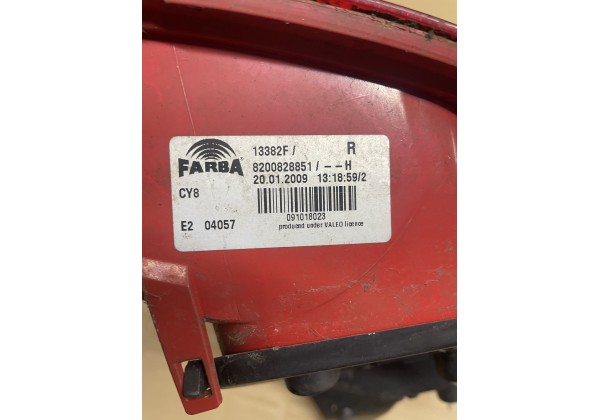 FARBA
13382F / R
8200828851 / – – H
20.01.2009 13:18:59/2
CY8
091018023
E2 04057
produced under VALEO licence